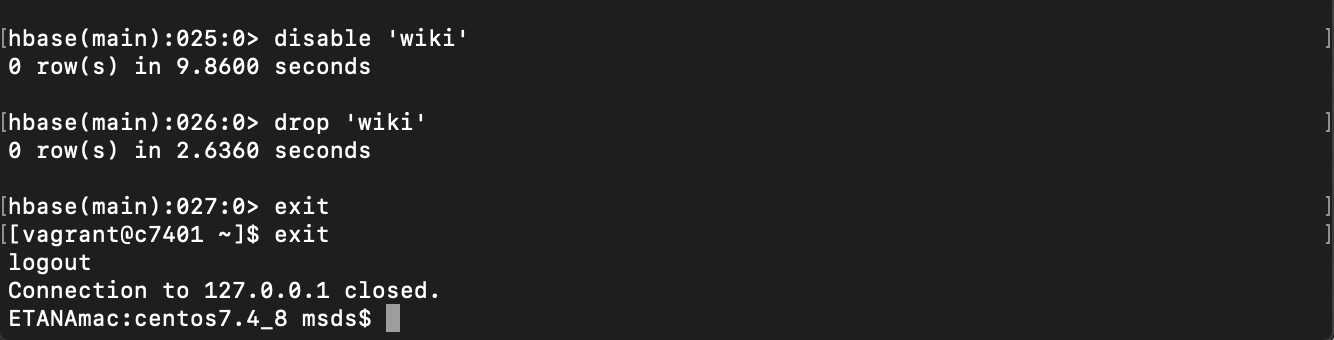 [hbase(main):025:0> disable 'wiki' ]
0 row(s) in 9.8600 seconds
[hbase(main):026:0> drop 'wiki' ]
0 row(s) in 2.6360 seconds
[hbase(main):027:0> exit ]
[[vagrant@c7401 ~]$ exit ]
logout
Connection to 127.0.0.1 closed.
ETANAmac:centos7.4_8 msds$